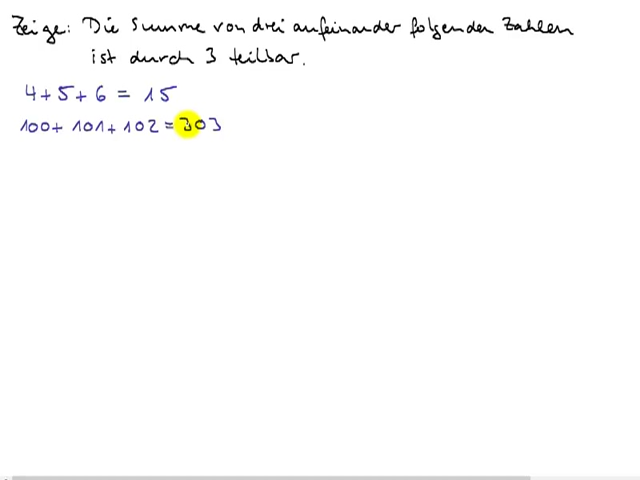 Zeige: Die Summe von drei aufeinander folgenden Zahlen
ist durch 3 teilbar.
4+5+6 = 15
100+101+102=303